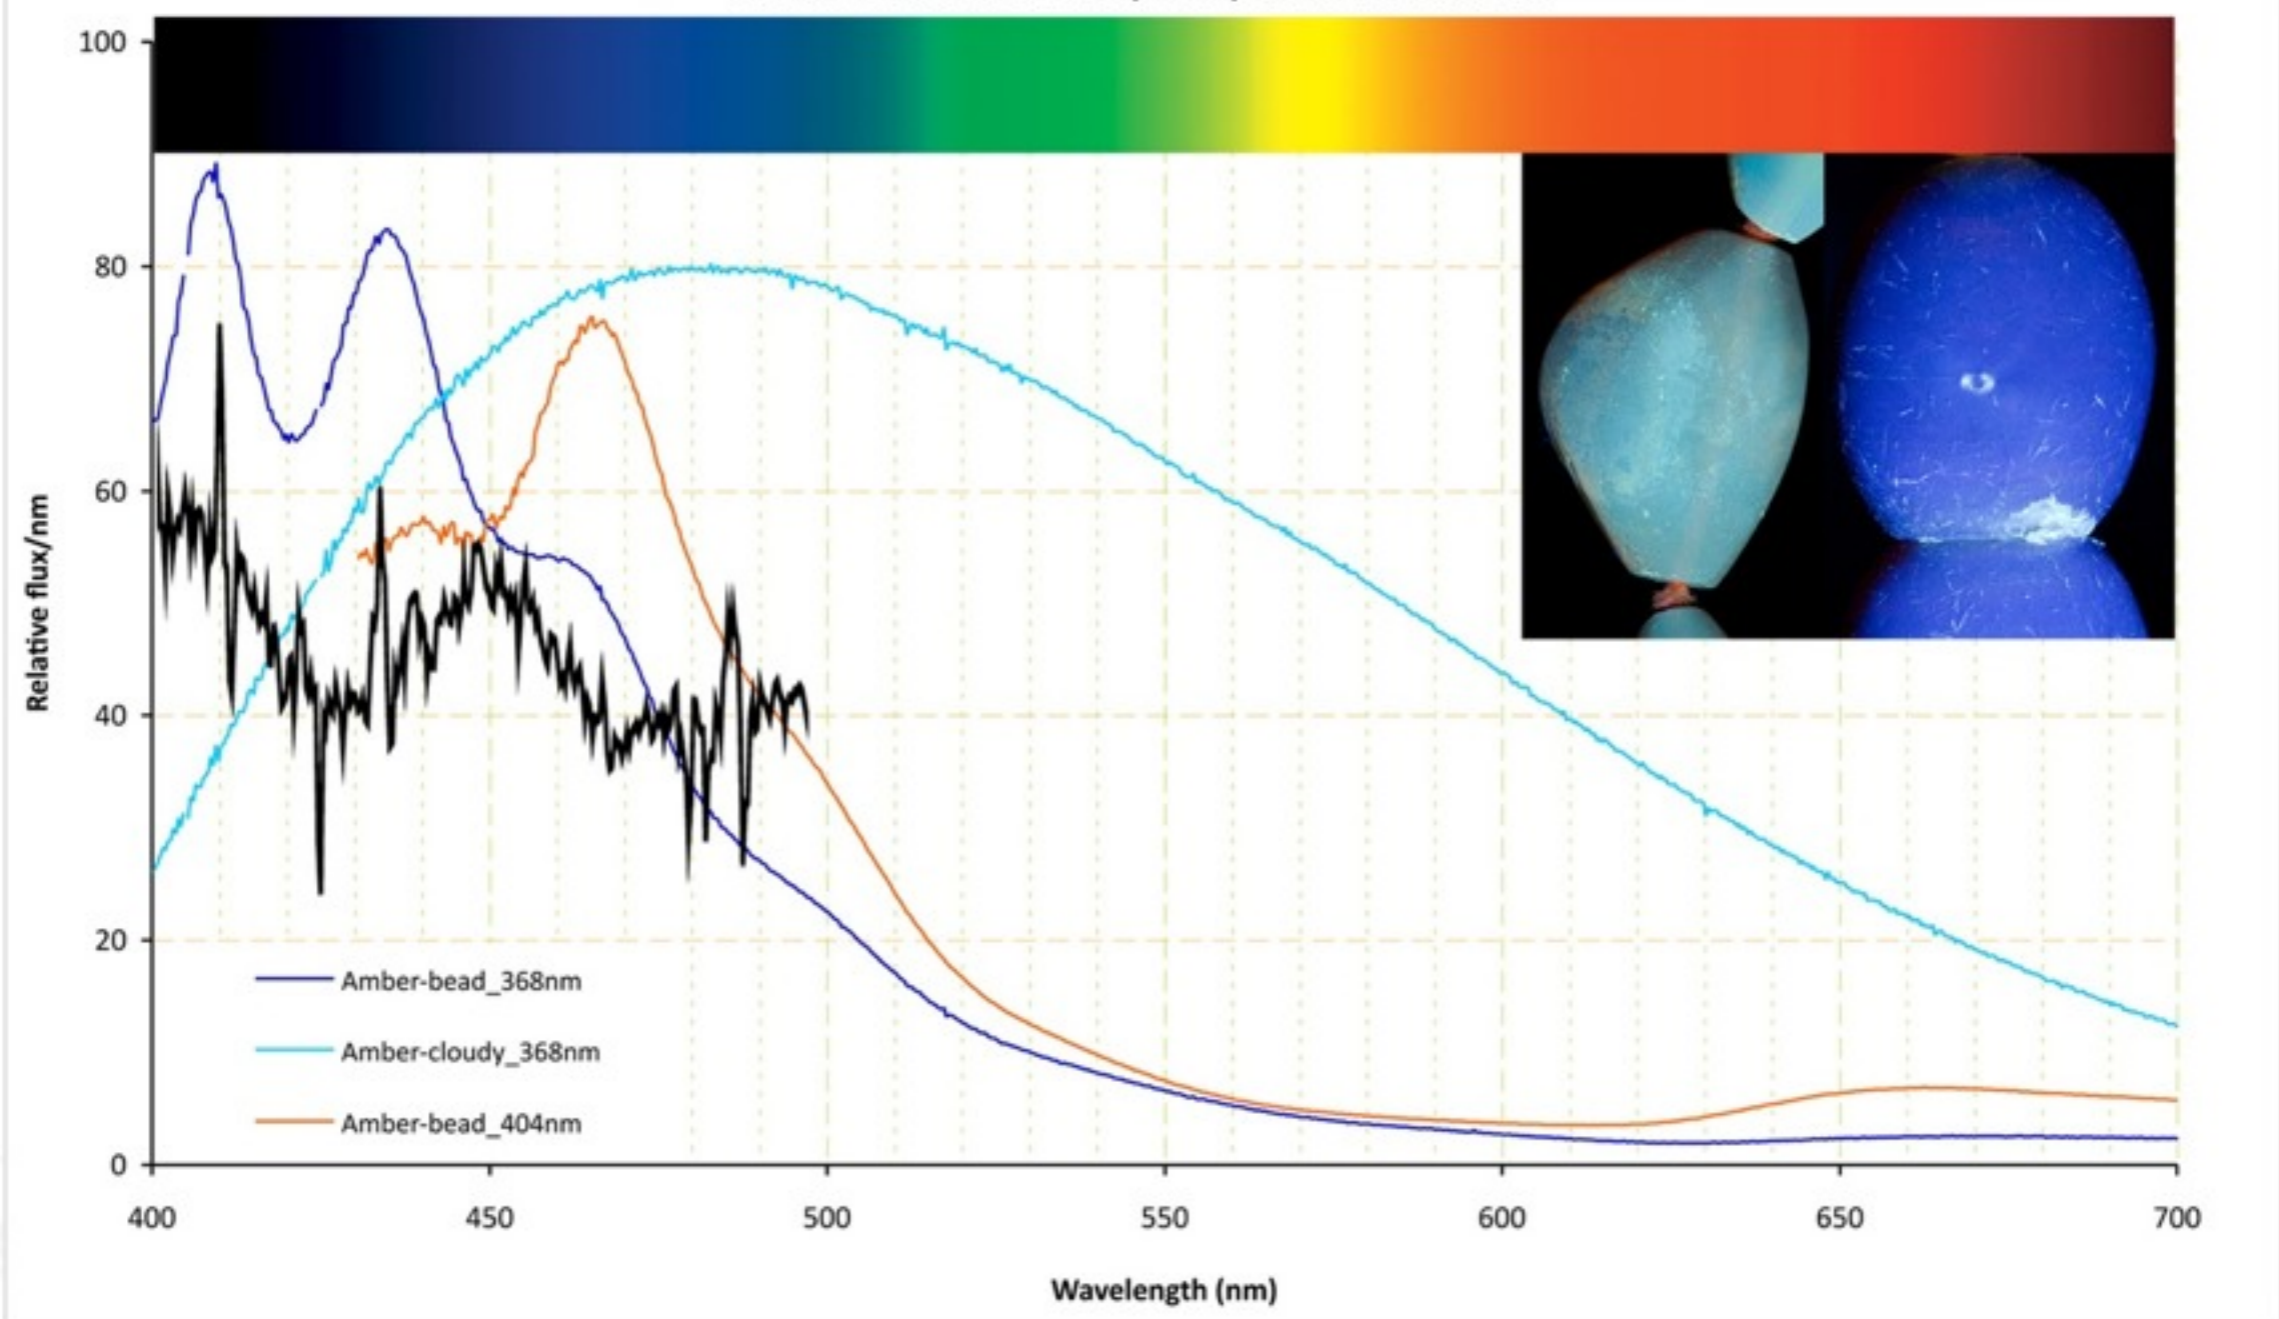 100
80
60
40
20
0
Relative flux/nm
Amber-bead_368nm
Amber-cloudy_368nm
Amber-bead_404nm
400 450 500 550 600 650 700
Wavelength (nm)